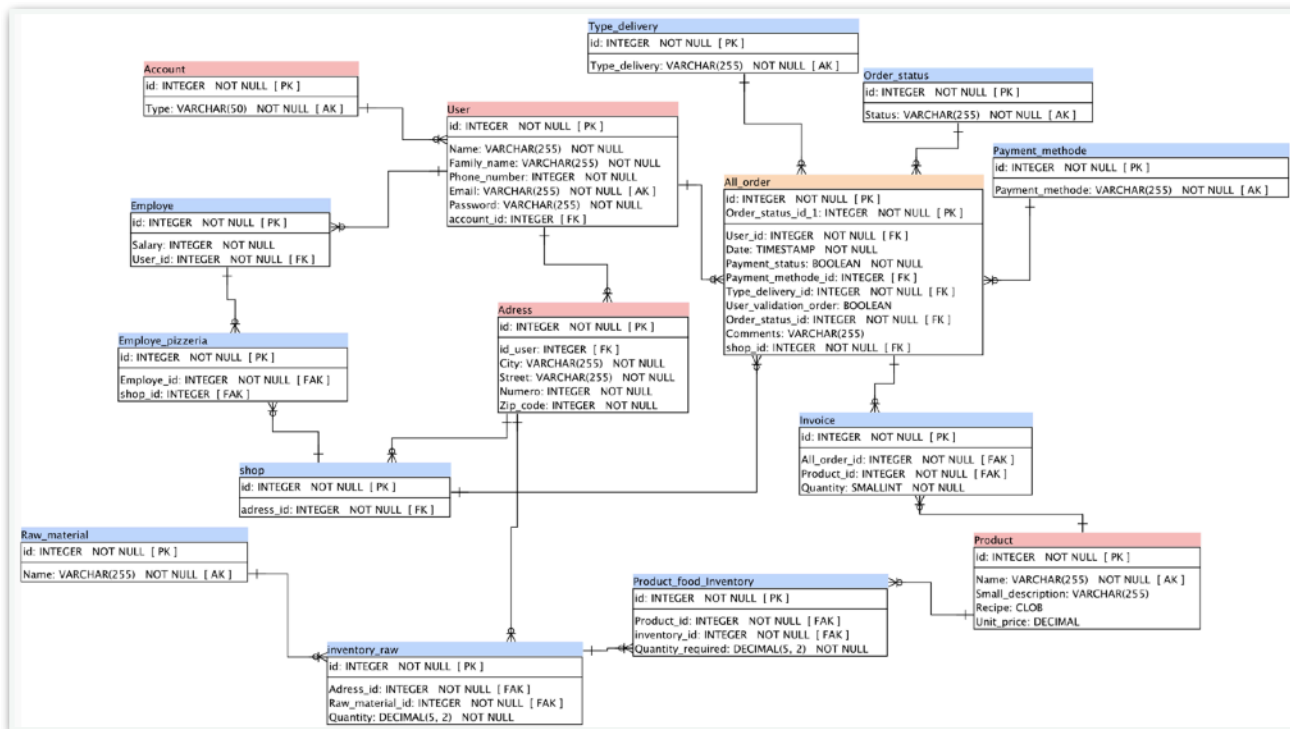 Type_delivery
id: INTEGER NOT NULL [ PK ]
Type_delivery: VARCHAR(255) NOT NULL [ AK ]
Account
id: INTEGER NOT NULL [ PK ]
Type: VARCHAR(50) NOT NULL [ AK ]
Order_status
id: INTEGER NOT NULL [ PK ]
Status: VARCHAR(255) NOT NULL [ AK ]
User
id: INTEGER NOT NULL [ PK ]
Name: VARCHAR(255) NOT NULL
Family_name: VARCHAR(255) NOT NULL
Phone_number: INTEGER NOT NULL
Email: VARCHAR(255) NOT NULL [ AK ]
Password: VARCHAR(255) NOT NULL
account_id: INTEGER [ FK ]
Payment_methode
id: INTEGER NOT NULL [ PK ]
Payment_methode: VARCHAR(255) NOT NULL [ AK ]
All_order
id: INTEGER NOT NULL [ PK ]
Order_status_id_1: INTEGER NOT NULL [ PK ]
User_id: INTEGER NOT NULL [ FK ]
Date: TIMESTAMP NOT NULL
Payment_status: BOOLEAN NOT NULL
Payment_methode_id: INTEGER [ FK ]
Type_delivery_id: INTEGER NOT NULL [ FK ]
User_validation_order: BOOLEAN
Order_status_id: INTEGER NOT NULL [ FK ]
Comments: VARCHAR(255)
shop_id: INTEGER NOT NULL [ FK ]
Employe
id: INTEGER NOT NULL [ PK ]
Salary: INTEGER NOT NULL
User_id: INTEGER NOT NULL [ FK ]
Adress
id: INTEGER NOT NULL [ PK ]
id_user: INTEGER [ FK ]
City: VARCHAR(255) NOT NULL
Street: VARCHAR(255) NOT NULL
Numero: INTEGER NOT NULL
Zip_code: INTEGER NOT NULL
Employe_pizzeria
id: INTEGER NOT NULL [ PK ]
Employe_id: INTEGER NOT NULL [ FAK ]
shop_id: INTEGER [ FAK ]
Invoice
id: INTEGER NOT NULL [ PK ]
All_order_id: INTEGER NOT NULL [ FAK ]
Product_id: INTEGER NOT NULL [ FAK ]
Quantity: SMALLINT NOT NULL
shop
id: INTEGER NOT NULL [ PK ]
adress_id: INTEGER NOT NULL [ FK ]
Raw_material
id: INTEGER NOT NULL [ PK ]
Name: VARCHAR(255) NOT NULL [ AK ]
Product
id: INTEGER NOT NULL [ PK ]
Name: VARCHAR(255) NOT NULL [ AK ]
Small_description: VARCHAR(255)
Recipe: CLOB
Unit_price: DECIMAL
Product_food_Inventory
id: INTEGER NOT NULL [ PK ]
Product_id: INTEGER NOT NULL [ FAK ]
inventory_id: INTEGER NOT NULL [ FAK ]
Quantity_required: DECIMAL(5, 2) NOT NULL
inventory_raw
id: INTEGER NOT NULL [ PK ]
Adress_id: INTEGER NOT NULL [ FAK ]
Raw_material_id: INTEGER NOT NULL [ FAK ]
Quantity: DECIMAL(5, 2) NOT NULL